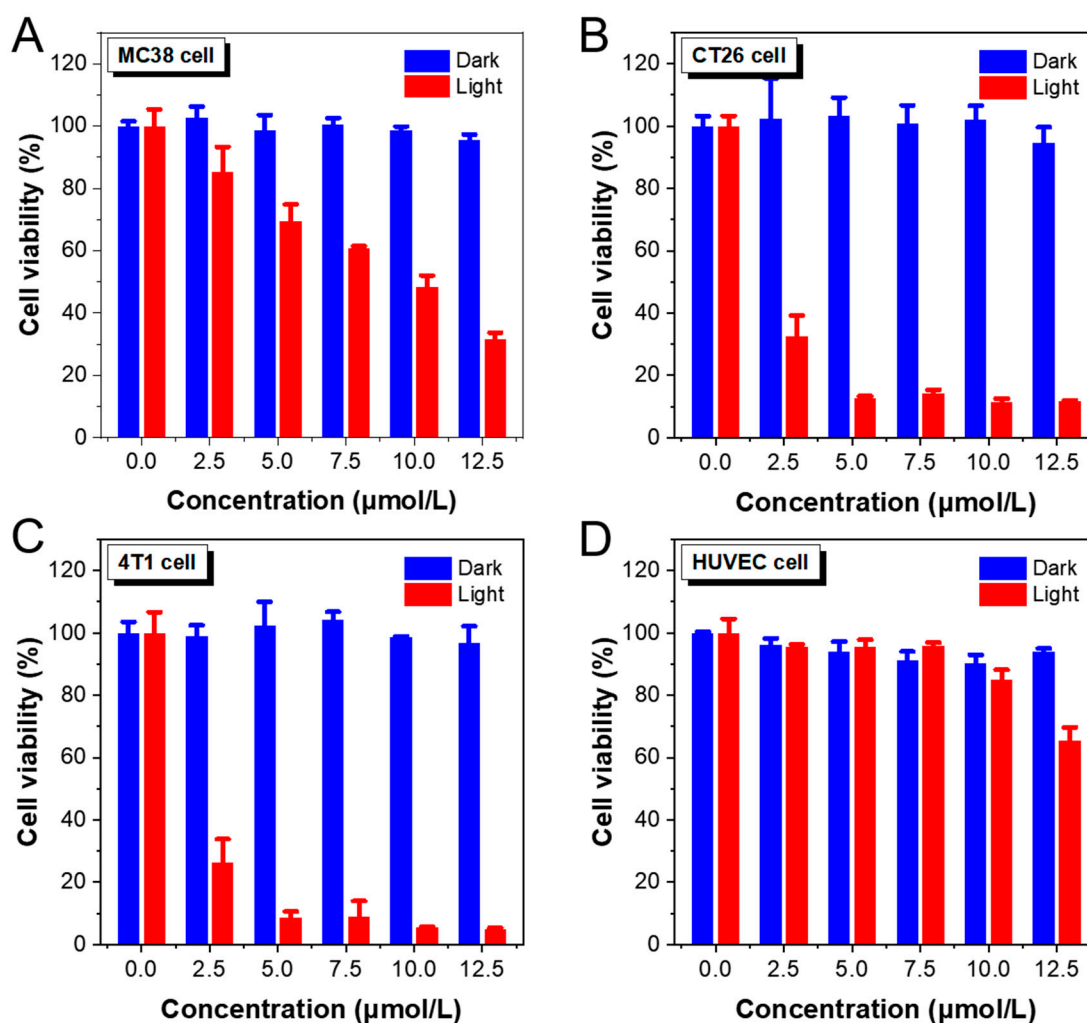 A
MC38 cell
Dark
Light
120
100
80
60
40
20
0
Cell viability (%)
0.0 2.5 5.0 7.5 10.0 12.5
Concentration (µmol/L)
B
CT26 cell
Dark
Light
120
100
80
60
40
20
0
Cell viability (%)
0.0 2.5 5.0 7.5 10.0 12.5
Concentration (µmol/L)
C
4T1 cell
Dark
Light
120
100
80
60
40
20
0
Cell viability (%)
0.0 2.5 5.0 7.5 10.0 12.5
Concentration (µmol/L)
D
HUVEC cell
Dark
Light
120
100
80
60
40
20
0
Cell viability (%)
0.0 2.5 5.0 7.5 10.0 12.5
Concentration (µmol/L)